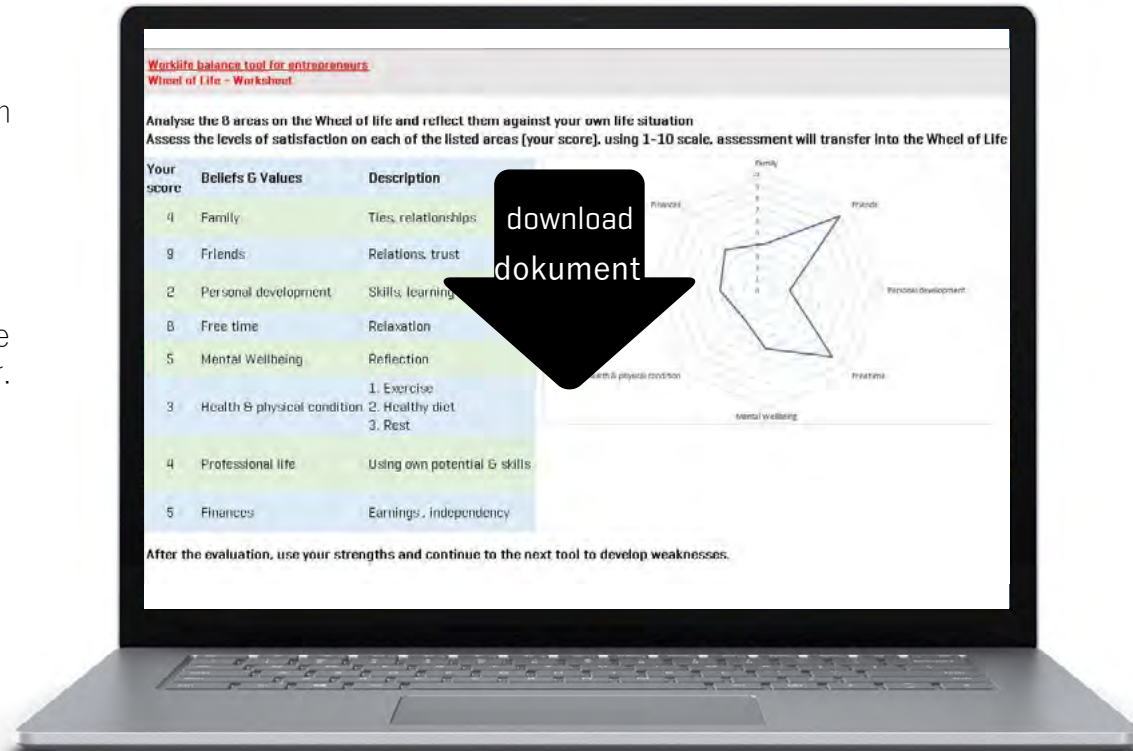 n
e
r.
Worklife balance tool for entrepreneurs
Wheel of Life - Worksheet
Analyse the 8 areas on the Wheel of life and reflect them against your own life situation
Assess the levels of satisfaction on each of the listed areas (your score), using 1-10 scale, assessment will transfer into the Wheel of Life
Your score Beliefs & Values Description
4 Family Ties, relationships
9 Friends Relations, trust
2 Personal development Skills, learning
8 Free time Relaxation
5 Mental Wellbeing Reflection
3 Health & physical condition 1. Exercise
2. Healthy diet
3. Rest
4 Professional life Using own potential & skills
5 Finances Earnings, independency
download
dokument
Family
Finances
Friends
Personal development
Free time
Mental Wellbeing
physical condition
After the evaluation, use your strengths and continue to the next tool to develop weaknesses.